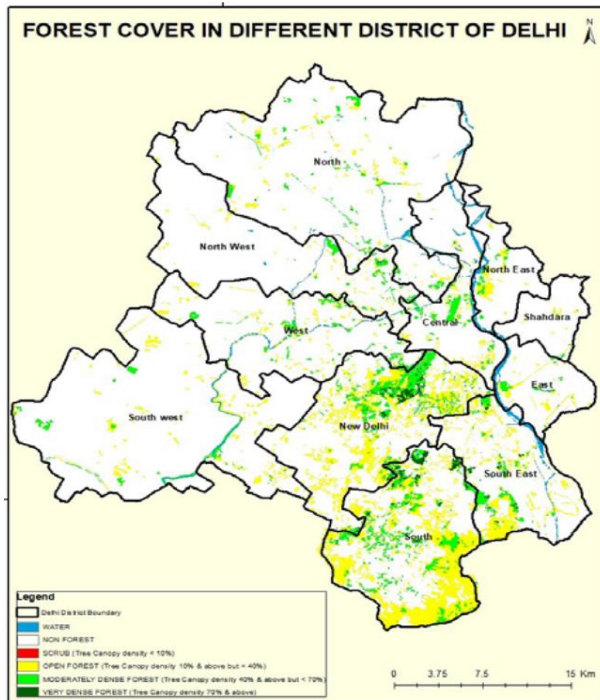 FOREST COVER IN DIFFERENT DISTRICT OF DELHI
N
North
North West
North East
Shahdara
Central
West
East
South west
New Delhi
South East
South
Legend
Delhi District Boundary
WATER
NON FOREST
SCRUB (Tree Canopy density < 10%)
OPEN FOREST (Tree Canopy density 10% & above but < 40%)
MODERATELY DENSE FOREST (Tree Canopy density 40% & above but < 70%)
VERY DENSE FOREST (Tree Canopy density 70% & above)
0 3.75 7.5 15 Km